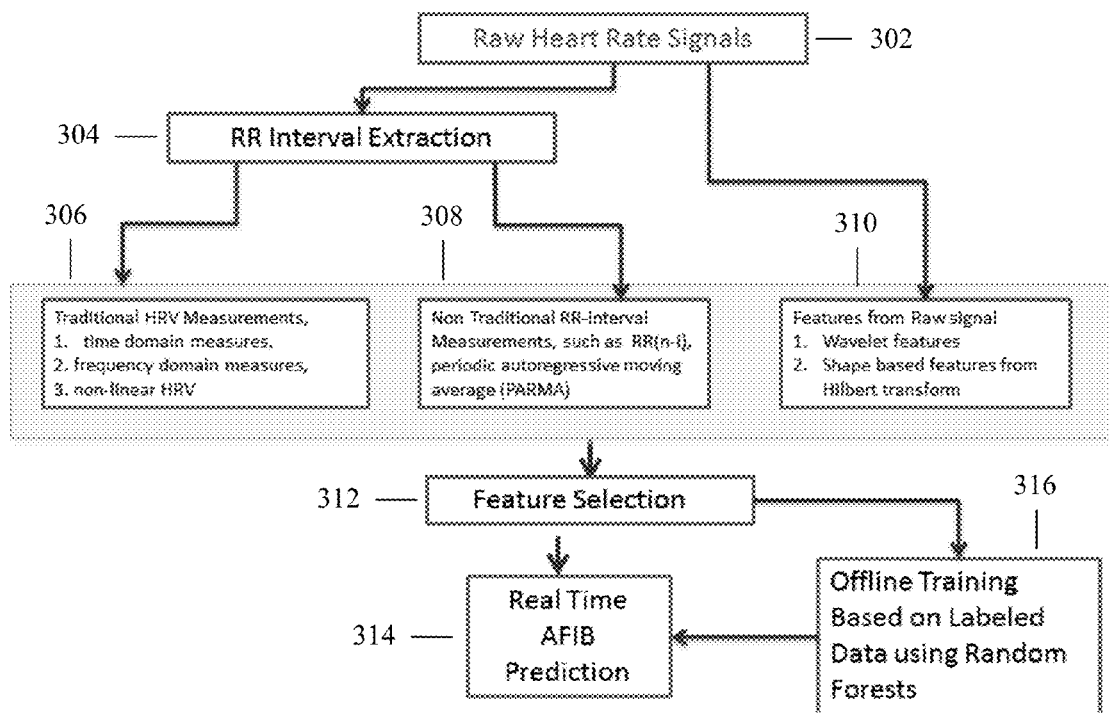 Raw Heart Rate Signals
302
304
RR Interval Extraction
306
308
310
Traditional HRV Measurements,
1. time domain measures,
2. frequency domain measures,
3. non-linear HRV
Non Traditional RR-interval
Measurements, such as RR(n-i),
periodic autoregressive moving
average (PARMA)
Features from Raw signal
1. Wavelet features
2. Shape based features from
Hilbert transform
312
Feature Selection
316
314
Real Time
AFIB
Prediction
Offline Training
Based on Labeled
Data using Random
Forests